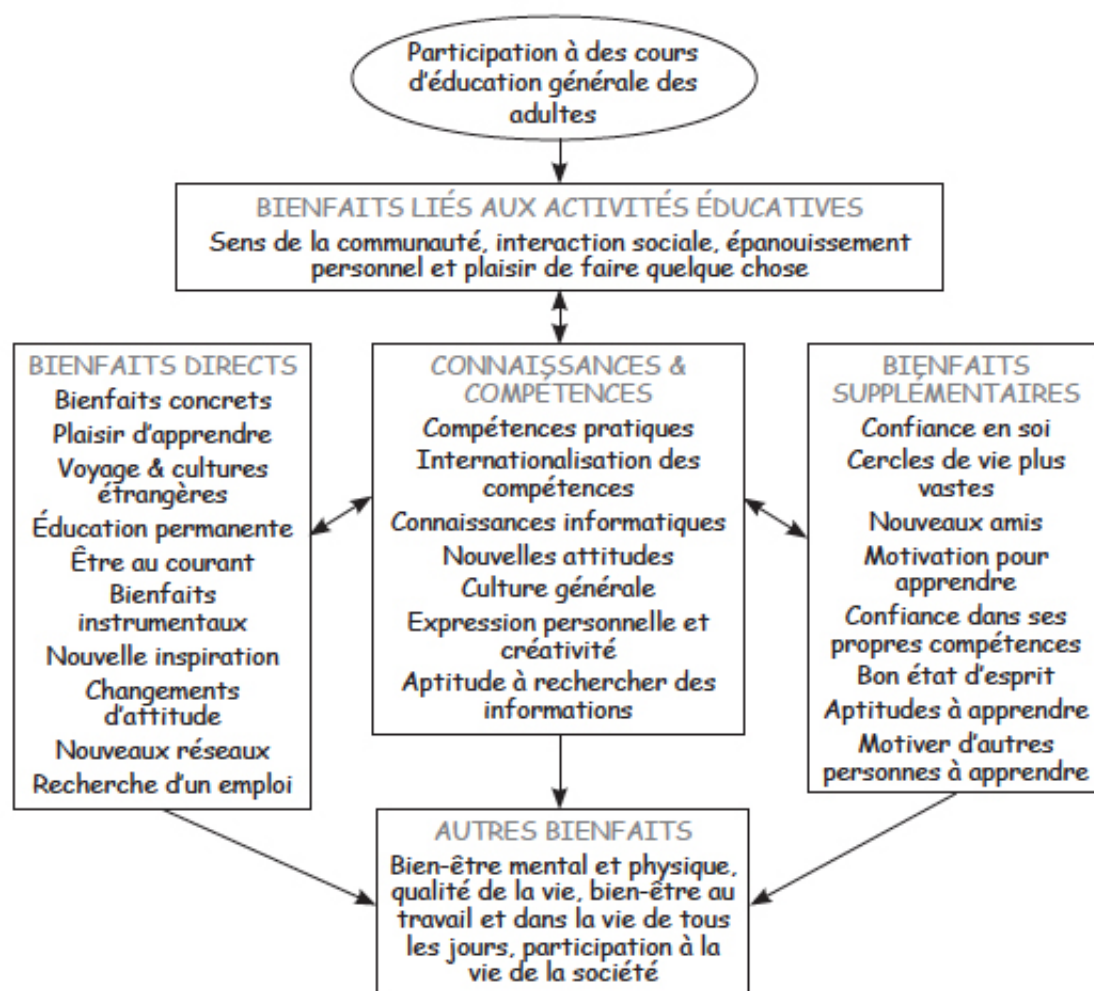 Participation à des cours
d'éducation générale des
adultes
BIENFAITS LIÉS AUX ACTIVITÉS ÉDUCATIVES
Sens de la communauté, interaction sociale, épanouissement
personnel et plaisir de faire quelque chose
BIENFAITS DIRECTS
Bienfaits concrets
Plaisir d'apprendre
Voyage & cultures
étrangères
Éducation permanente
Être au courant
Bienfaits
instrumentaux
Nouvelle inspiration
Changements
d'attitude
Nouveaux réseaux
Recherche d'un emploi
CONNAISSANCES &
COMPÉTENCES
Compétences pratiques
Internationalisation des
compétences
Connaissances informatiques
Nouvelles attitudes
Culture générale
Expression personnelle et
créativité
Aptitude à rechercher des
informations
BIENFAITS
SUPPLÉMENTAIRES
Confiance en soi
Cercles de vie plus
vastes
Nouveaux amis
Motivation pour
apprendre
Confiance dans ses
propres compétences
Bon état d'esprit
Aptitudes à apprendre
Motiver d'autres
personnes à apprendre
AUTRES BIENFAITS
Bien-être mental et physique,
qualité de la vie, bien-être au
travail et dans la vie de tous
les jours, participation à la
vie de la société